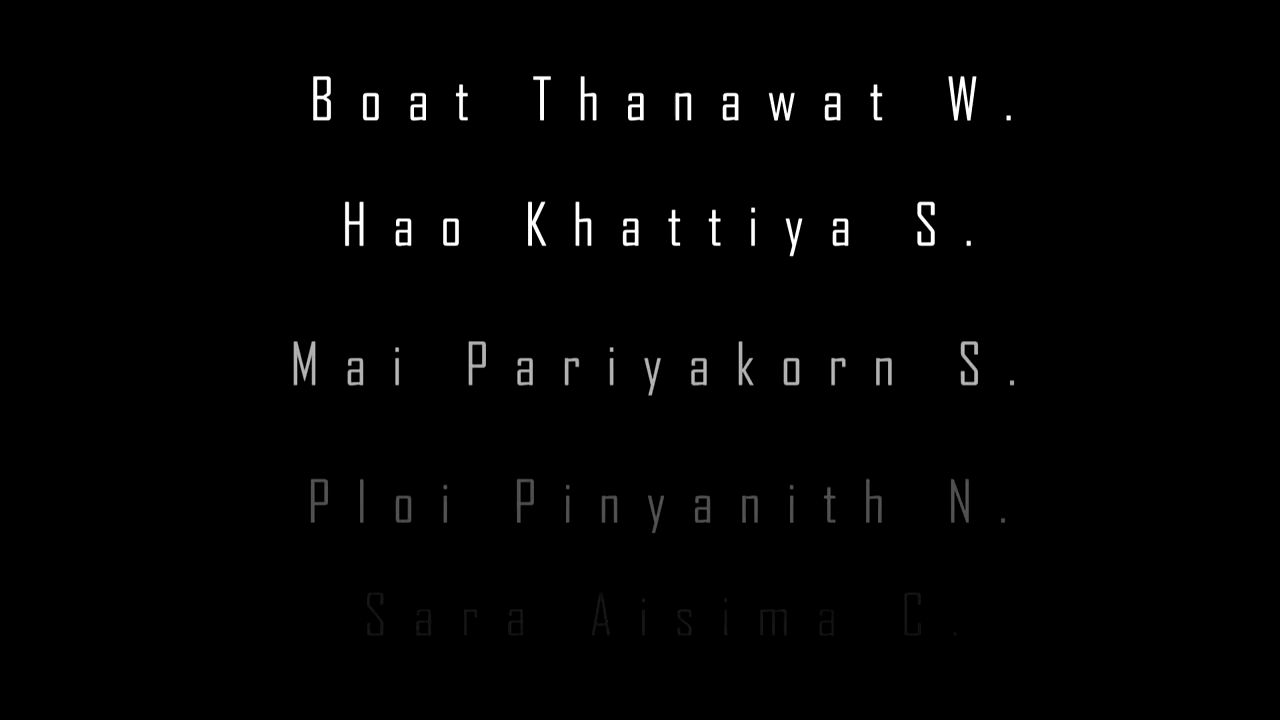 Boat Thanawat W.
Hao Khattiya S.
Mai Pariyakorn S.
Ploi Pinyanith N.
Sara Aisima C.